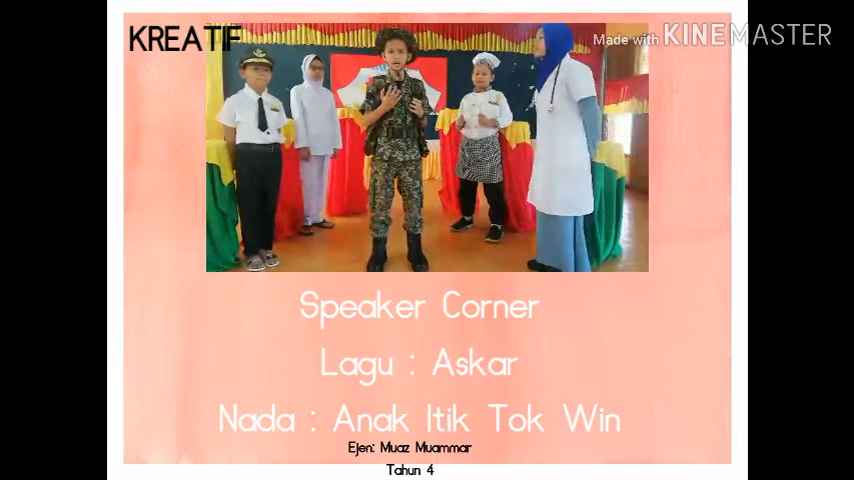 KREATIF
Made with KINEMASTER
Speaker Corner
Lagu : Askar
Nada : Anak Itik Tok Win
Ejen: Muaz Muammar
Tahun 4